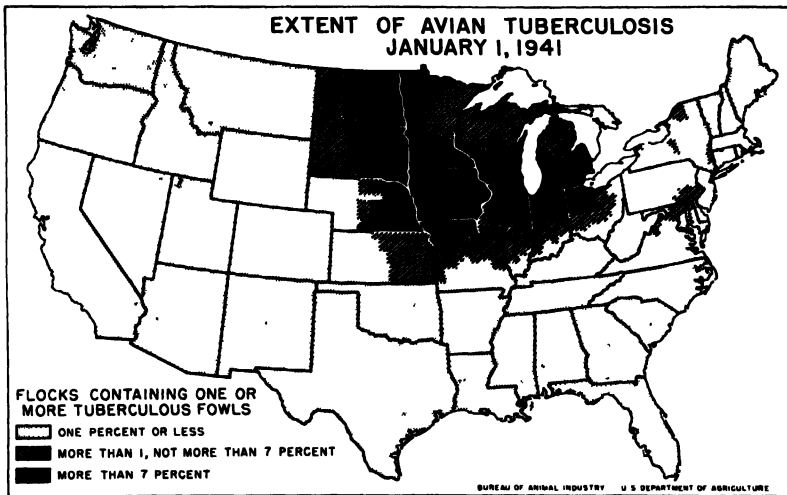 EXTENT OF AVIAN TUBERCULOSIS
JANUARY 1, 1941
FLOCKS CONTAINING ONE OR
MORE TUBERCULOUS FOWLS
ONE PERCENT OR LESS
MORE THAN 1, NOT MORE THAN 7 PERCENT
MORE THAN 7 PERCENT
BUREAU OF ANIMAL INDUSTRY U S DEPARTMENT OF AGRICULTURE